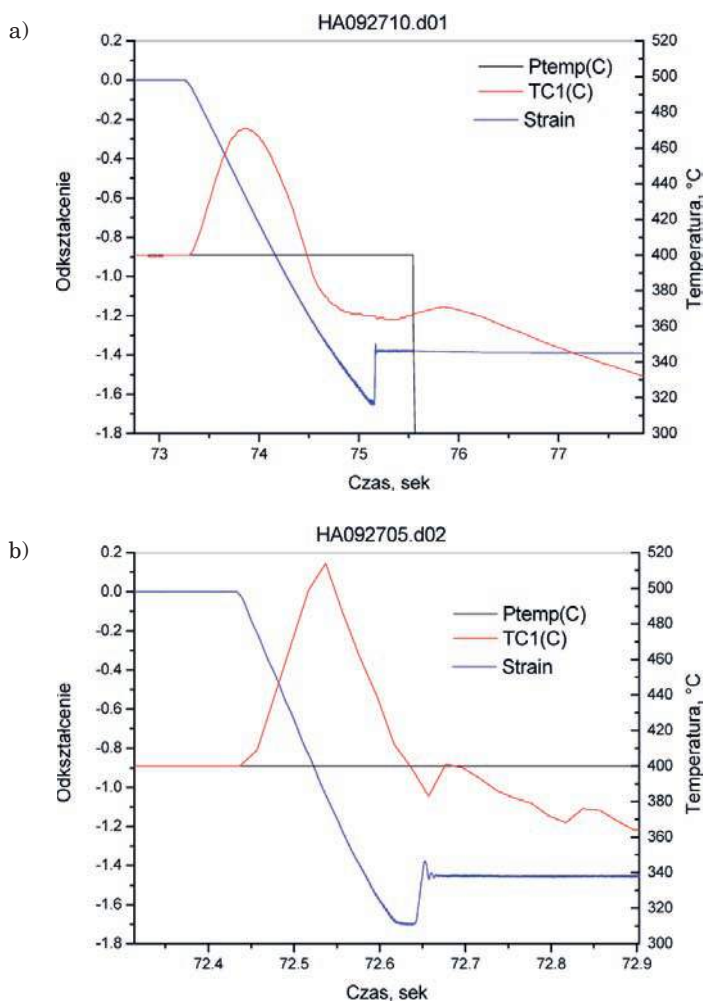 a)
HA092710.d01
Ptemp(C)
TC1(C)
Strain
Odkształcenie
0.2
0.0
-0.2
-0.4
-0.6
-0.8
-1.0
-1.2
-1.4
-1.6
-1.8
520
500
480
460
440
420
400
380
360
340
320
300
Temperatura, °C
73 74 75 76 77
Czas, sek
b)
HA092705.d02
Ptemp(C)
TC1(C)
Strain
Odkształcenie
0.2
0.0
-0.2
-0.4
-0.6
-0.8
-1.0
-1.2
-1.4
-1.6
-1.8
520
500
480
460
440
420
400
380
360
340
320
300
Temperatura, °C
72.4 72.5 72.6 72.7 72.8 72.9
Czas, sek